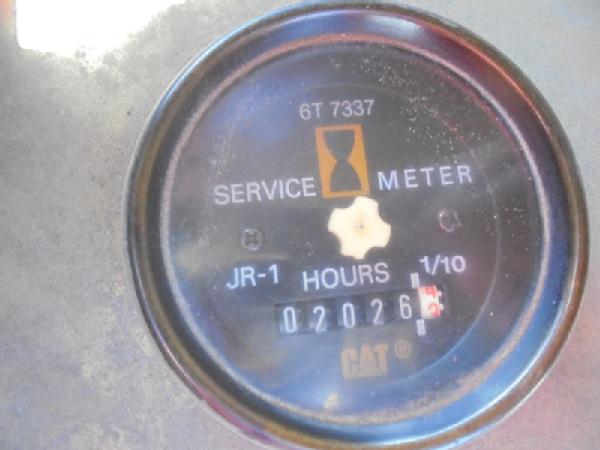 6T 7337
SERVICE METER
JR-1 HOURS 1/10
02026
CAT®